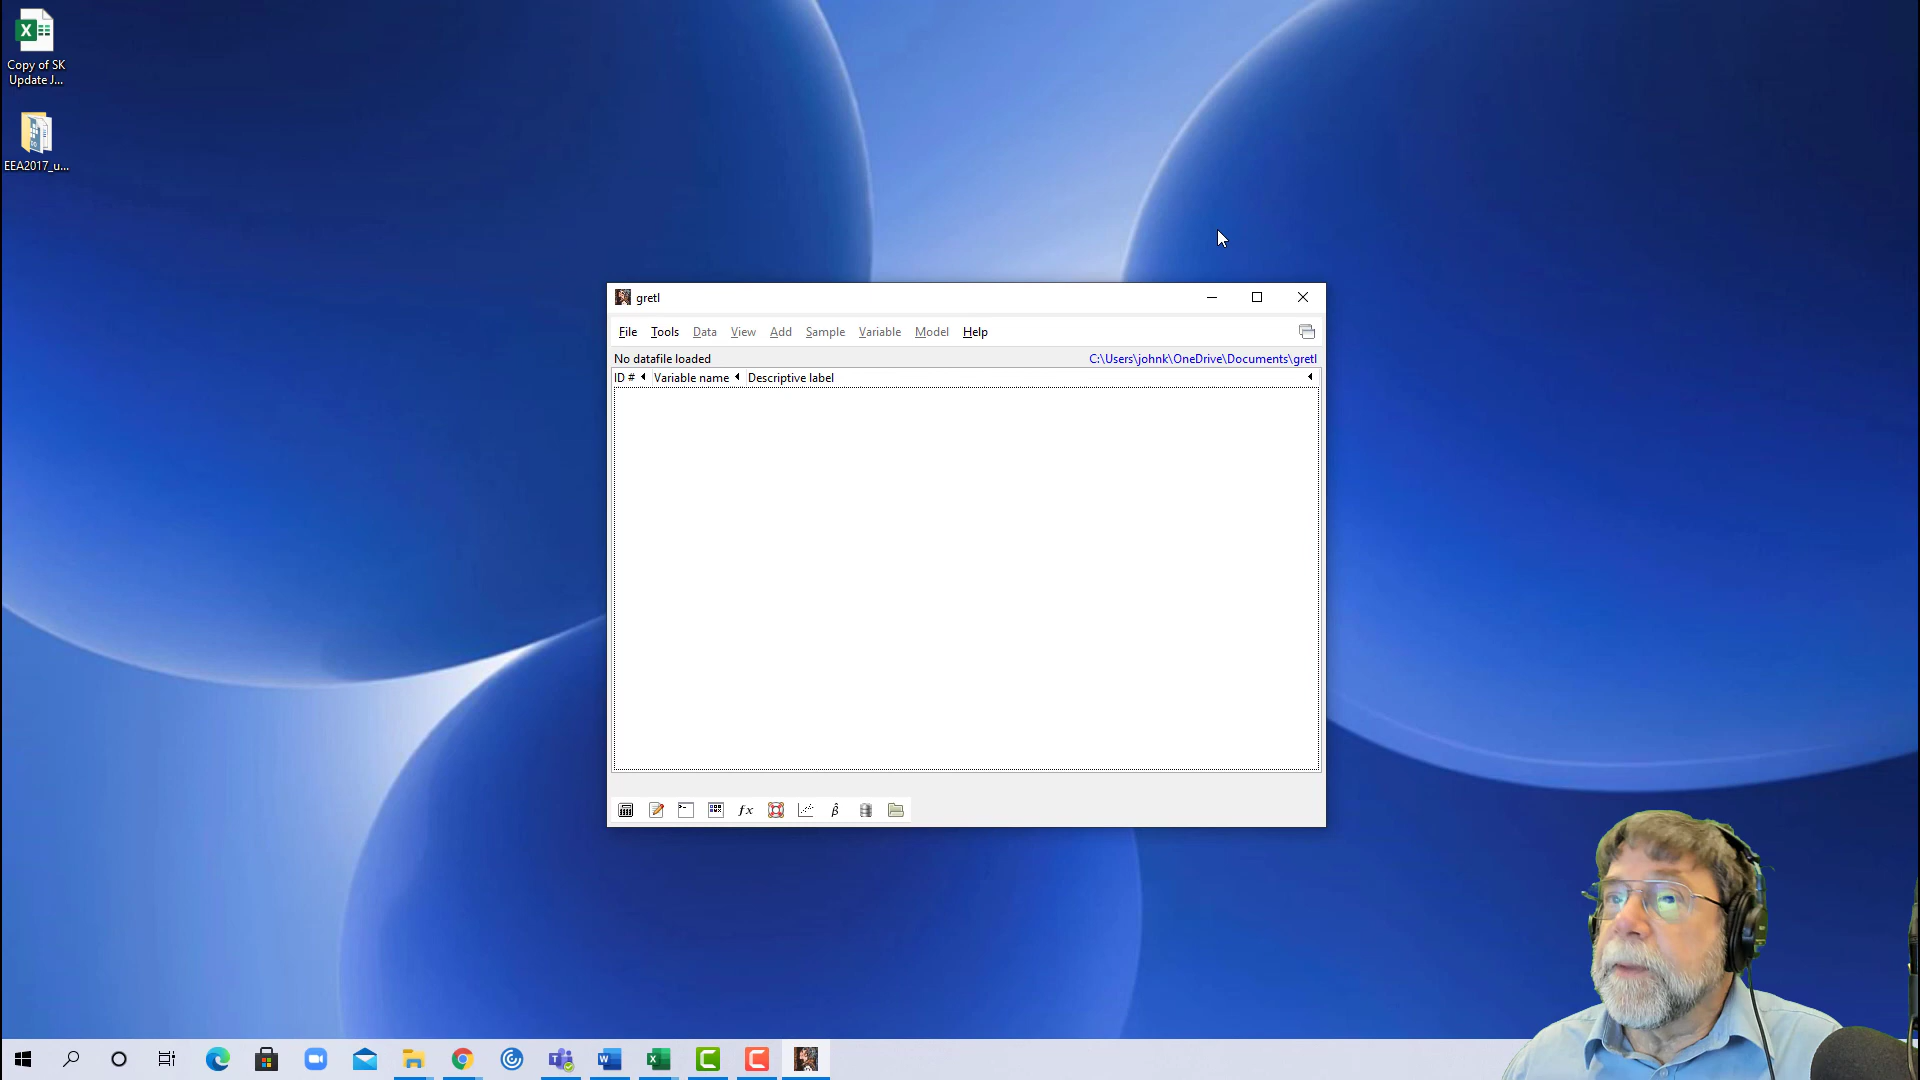 Copy of SK
Update J...
EEA2017_u...
gretl
File Tools Data View Add Sample Variable Model Help
No datafile loaded C:\Users\johnk\OneDrive\Documents\gretl
ID # Variable name Descriptive label
fx β̂